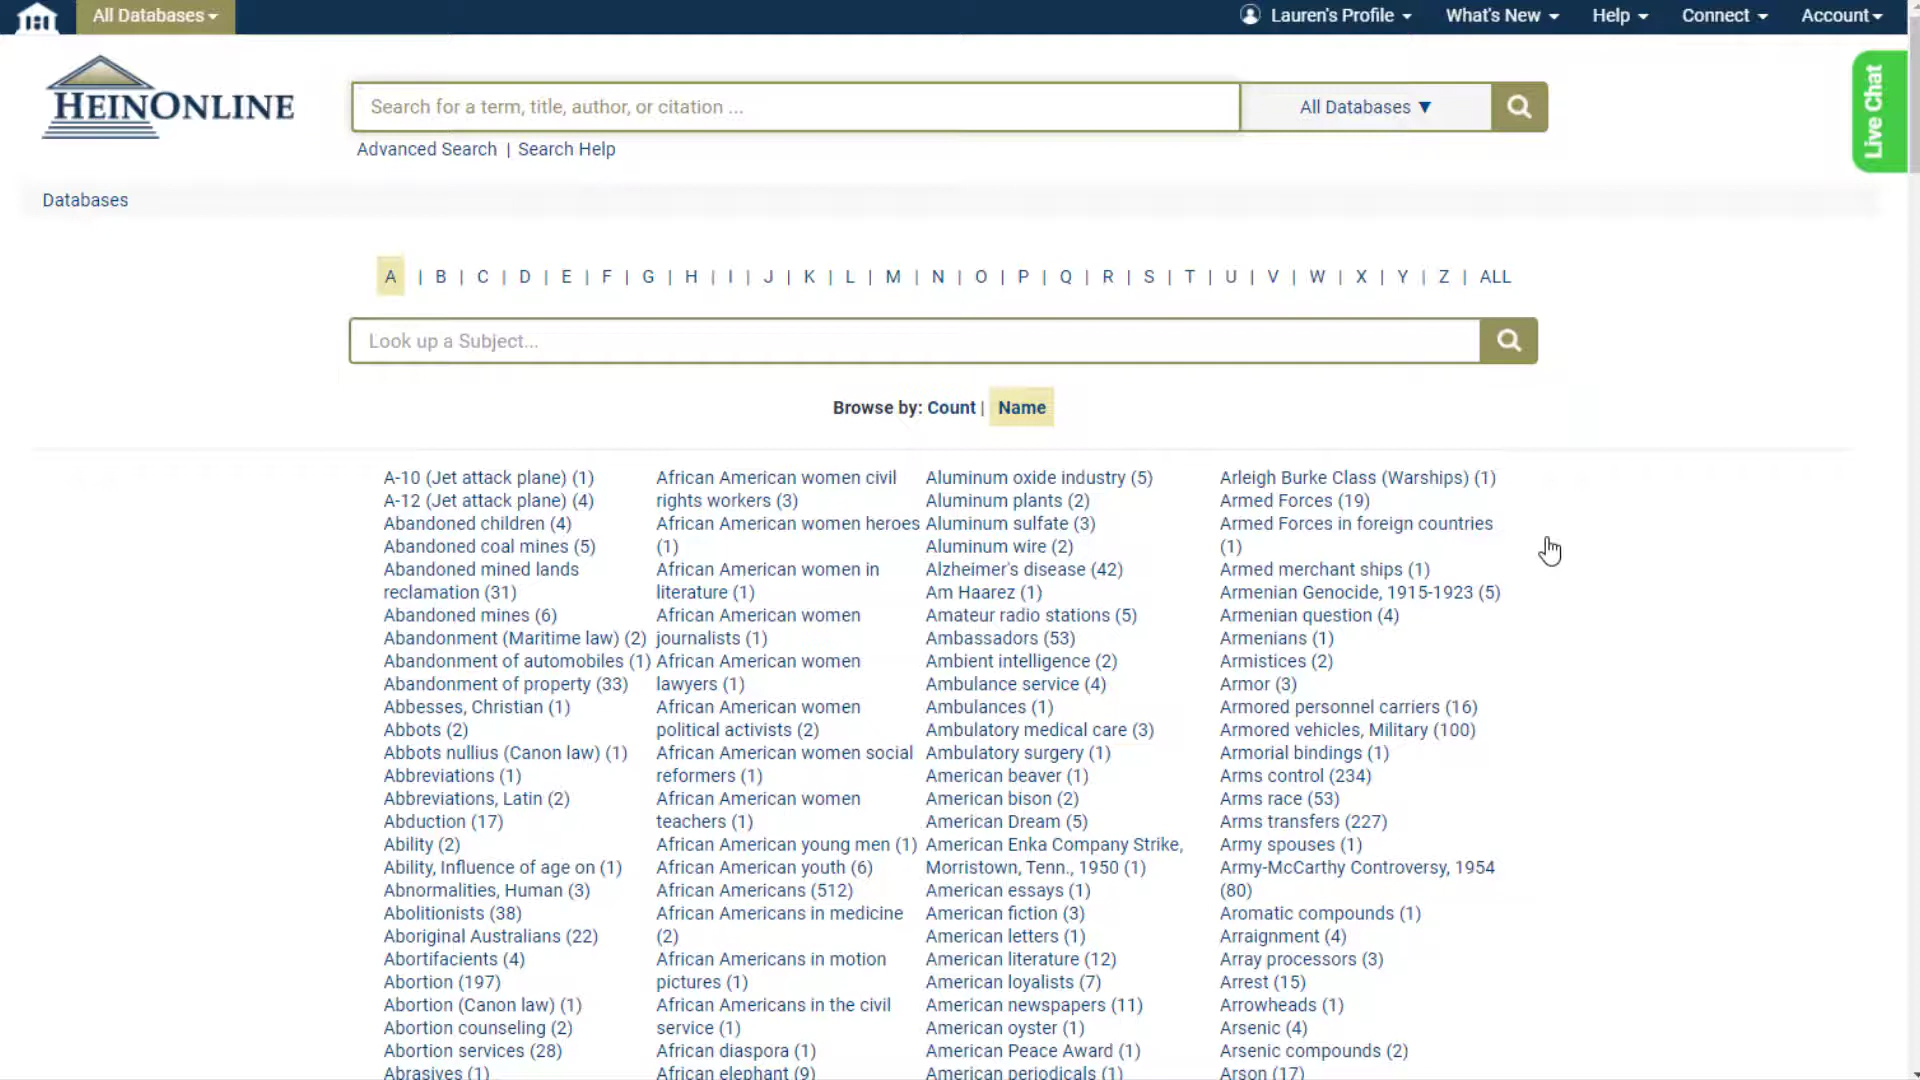 All Databases
Lauren's Profile
What's New
Help
Connect
Account
HEINONLINE
Search for a term, title, author, or citation ...
All Databases ▼
Live Chat
Advanced Search | Search Help
Databases
A | B | C | D | E | F | G | H | I | J | K | L | M | N | O | P | Q | R | S | T | U | V | W | X | Y | Z | ALL
Look up a Subject...
Browse by: Count | Name
A-10 (Jet attack plane) (1)
A-12 (Jet attack plane) (4)
Abandoned children (4)
Abandoned coal mines (5)
Abandoned mined lands
reclamation (31)
Abandoned mines (6)
Abandonment (Maritime law) (2)
Abandonment of automobiles (1)
Abandonment of property (33)
Abbesses, Christian (1)
Abbots (2)
Abbots nullius (Canon law) (1)
Abbreviations (1)
Abbreviations, Latin (2)
Abduction (17)
Ability (2)
Ability, Influence of age on (1)
Abnormalities, Human (3)
Abolitionists (38)
Aboriginal Australians (22)
Abortifacients (4)
Abortion (197)
Abortion (Canon law) (1)
Abortion counseling (2)
Abortion services (28)
Abrasives (1)
African American women civil
rights workers (3)
African American women heroes
(1)
African American women in
literature (1)
African American women
journalists (1)
African American women
lawyers (1)
African American women
political activists (2)
African American women social
reformers (1)
African American women
teachers (1)
African American young men (1)
African American youth (6)
African Americans (512)
African Americans in medicine
(2)
African Americans in motion
pictures (1)
African Americans in the civil
service (1)
African diaspora (1)
African elephant (9)
Aluminum oxide industry (5)
Aluminum plants (2)
Aluminum sulfate (3)
Aluminum wire (2)
Alzheimer's disease (42)
Am Haarez (1)
Amateur radio stations (5)
Ambassadors (53)
Ambient intelligence (2)
Ambulance service (4)
Ambulances (1)
Ambulatory medical care (3)
Ambulatory surgery (1)
American beaver (1)
American bison (2)
American Dream (5)
American Enka Company Strike,
Morristown, Tenn., 1950 (1)
American essays (1)
American fiction (3)
American letters (1)
American literature (12)
American loyalists (7)
American newspapers (11)
American oyster (1)
American Peace Award (1)
American periodicals (1)
Arleigh Burke Class (Warships) (1)
Armed Forces (19)
Armed Forces in foreign countries
(1)
Armed merchant ships (1)
Armenian Genocide, 1915-1923 (5)
Armenian question (4)
Armenians (1)
Armistices (2)
Armor (3)
Armored personnel carriers (16)
Armored vehicles, Military (100)
Armorial bindings (1)
Arms control (234)
Arms race (53)
Arms transfers (227)
Army spouses (1)
Army-McCarthy Controversy, 1954
(80)
Aromatic compounds (1)
Arraignment (4)
Array processors (3)
Arrest (15)
Arrowheads (1)
Arsenic (4)
Arsenic compounds (2)
Arson (17)